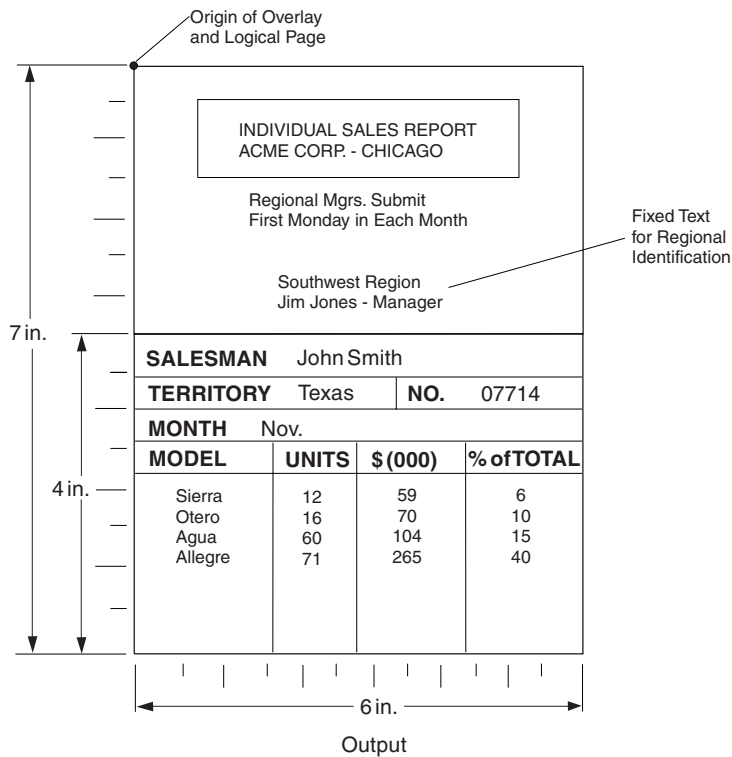 Origin of Overlay
and Logical Page
INDIVIDUAL SALES REPORT
ACME CORP. - CHICAGO
Regional Mgrs. Submit
First Monday in Each Month
Fixed Text
for Regional
Identification
Southwest Region
Jim Jones - Manager
7 in.
SALESMAN John Smith
TERRITORY Texas NO. 07714
MONTH Nov.
MODEL UNITS $ (000) % of TOTAL
4 in.
Sierra 12 59 6
Otero 16 70 10
Agua 60 104 15
Allegre 71 265 40
6 in.
Output